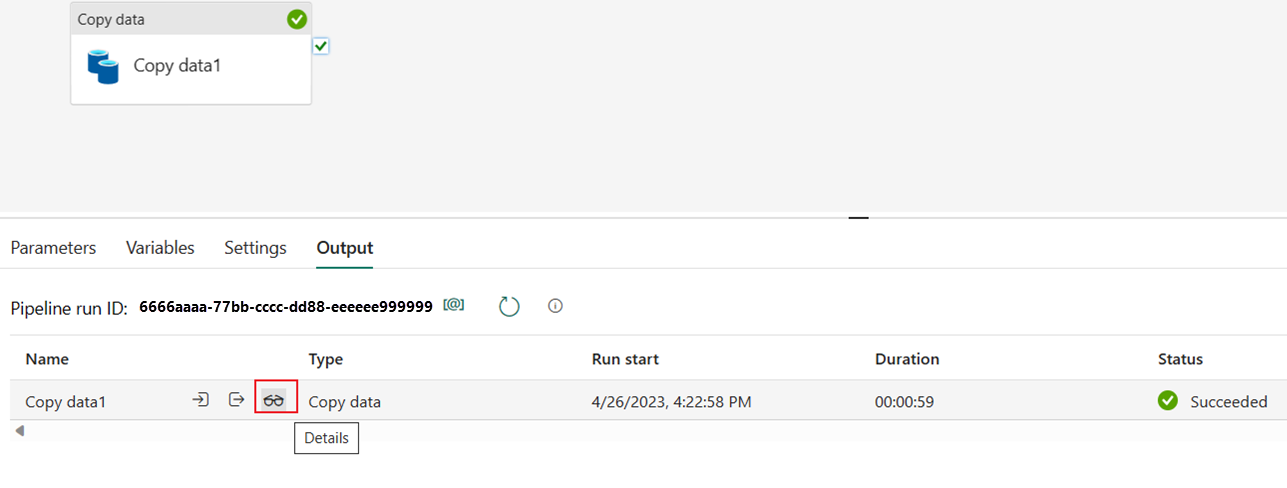 Copy data
Copy data1
Parameters Variables Settings Output
Pipeline run ID: 6666aaaa-77bb-cccc-dd88-eeeeee999999 [@]
Name Type Run start Duration Status
Copy data1 Copy data 4/26/2023, 4:22:58 PM 00:00:59 Succeeded
Details